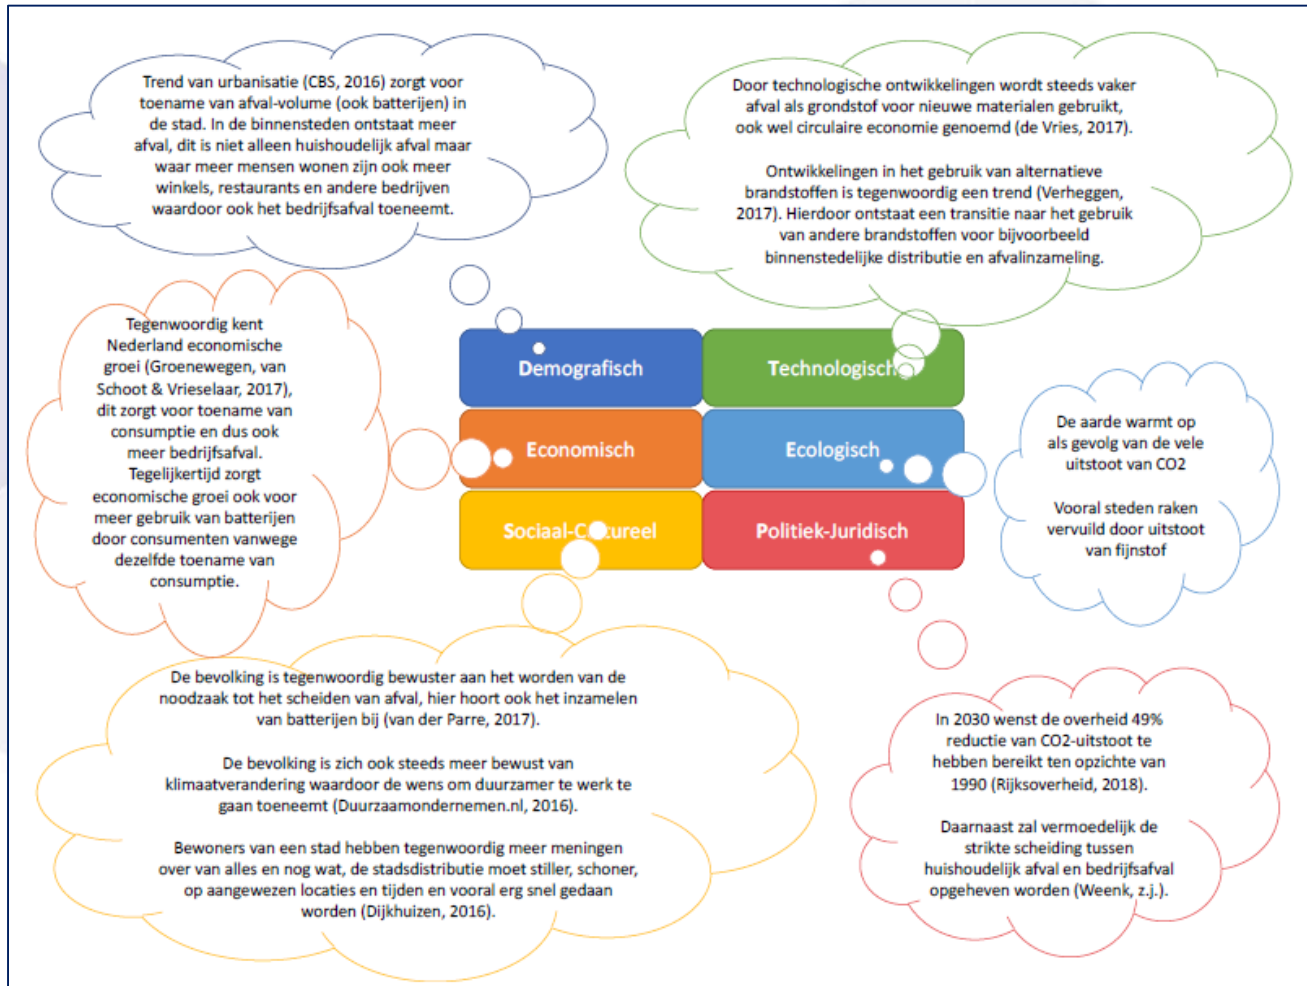 Trend van urbanisatie (CBS, 2016) zorgt voor
toename van afval-volume (ook batterijen) in
de stad. In de binnensteden ontstaat meer
afval, dit is niet alleen huishoudelijk afval maar
waar meer mensen wonen zijn ook meer
winkels, restaurants en andere bedrijven
waardoor ook het bedrijfsafval toeneemt.
Door technologische ontwikkelingen wordt steeds vaker
afval als grondstof voor nieuwe materialen gebruikt,
ook wel circulaire economie genoemd (de Vries, 2017).
Ontwikkelingen in het gebruik van alternatieve
brandstoffen is tegenwoordig een trend (Verheggen,
2017). Hierdoor ontstaat een transitie naar het gebruik
van andere brandstoffen voor bijvoorbeeld
binnenstedelijke distributie en afvalinzameling.
Tegenwoordig kent
Nederland economische
groei (Groenewegen, van
Schoot & Vrieselaar, 2017),
dit zorgt voor toename van
consumptie en dus ook
meer bedrijfsafval.
Tegelijkertijd zorgt
economische groei ook voor
meer gebruik van batterijen
door consumenten vanwege
dezelfde toename van
consumptie.
Demografisch
Technologisch
Economisch
Ecologisch
Sociaal-Cultureel
Politiek-Juridisch
De aarde warmt op
als gevolg van de vele
uitstoot van CO2
Vooral steden raken
vervuild door uitstoot
van fijnstof
De bevolking is tegenwoordig bewuster aan het worden van de
noodzaak tot het scheiden van afval, hier hoort ook het inzamelen
van batterijen bij (van der Parre, 2017).
De bevolking is zich ook steeds meer bewust van
klimaatverandering waardoor de wens om duurzamer te werk te
gaan toeneemt (Duurzaamondernemen.nl, 2016).
Bewoners van een stad hebben tegenwoordig meer meningen
over van alles en nog wat, de stadsdistributie moet stiller, schoner,
op aangewezen locaties en tijden en vooral erg snel gedaan
worden (Dijkhuizen, 2016).
In 2030 wenst de overheid 49%
reductie van CO2-uitstoot te
hebben bereikt ten opzichte van
1990 (Rijksoverheid, 2018).
Daarnaast zal vermoedelijk de
strikte scheiding tussen
huishoudelijk afval en bedrijfsafval
opgeheven worden (Weenk, z.j.).